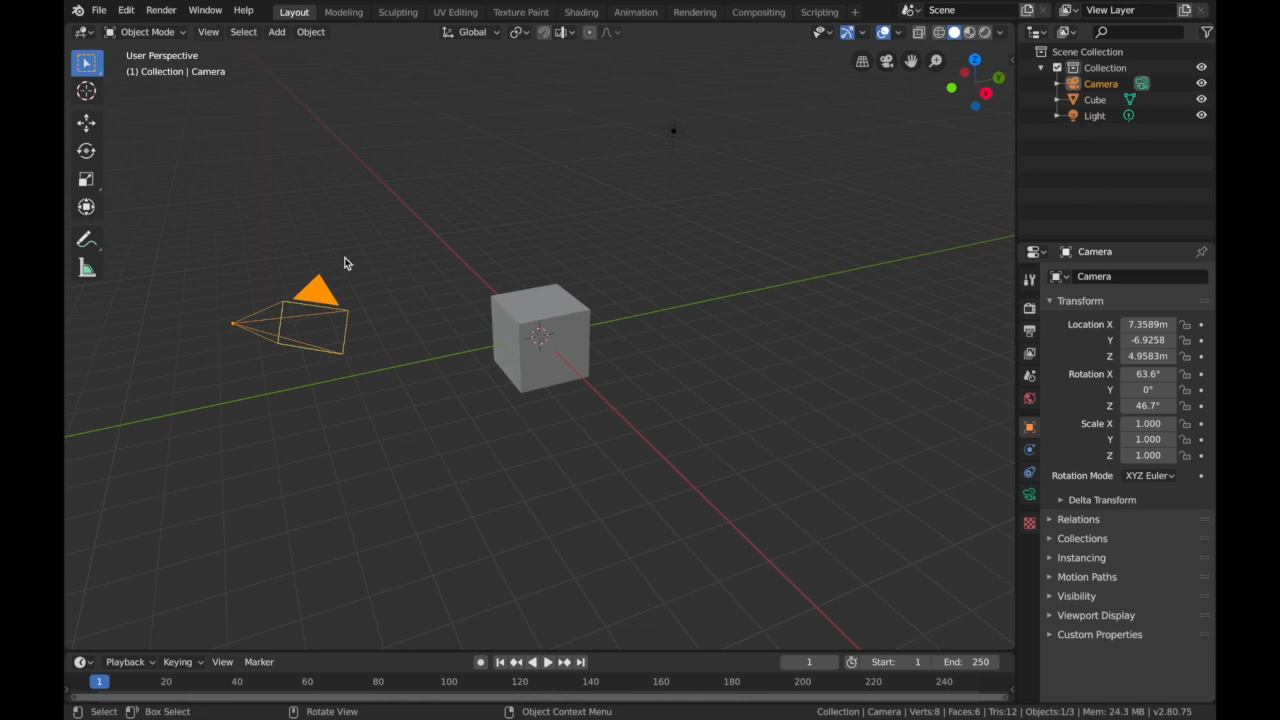 File Edit Render Window Help Layout Modeling Sculpting UV Editing Texture Paint Shading Animation Rendering Compositing Scripting + Scene View Layer
Object Mode View Select Add Object Global
User Perspective
(1) Collection | Camera
Z
Y
X
Scene Collection
Collection
Camera
Cube
Light
Camera
Camera
Transform
Location X 7.3589m
Y -6.9258
Z 4.9583m
Rotation X 63.6°
Y 0°
Z 46.7°
Scale X 1.000
Y 1.000
Z 1.000
Rotation Mode XYZ Euler
Delta Transform
Relations
Collections
Instancing
Motion Paths
Visibility
Viewport Display
Custom Properties
Playback Keying View Marker 1 Start: 1 End: 250
1 20 40 60 80 100 120 140 160 180 200 220 240
Select Box Select Rotate View Object Context Menu Collection | Camera | Verts:8 | Faces:6 | Tris:12 | Objects:1/3 | Mem: 24.3 MB | v2.80.75